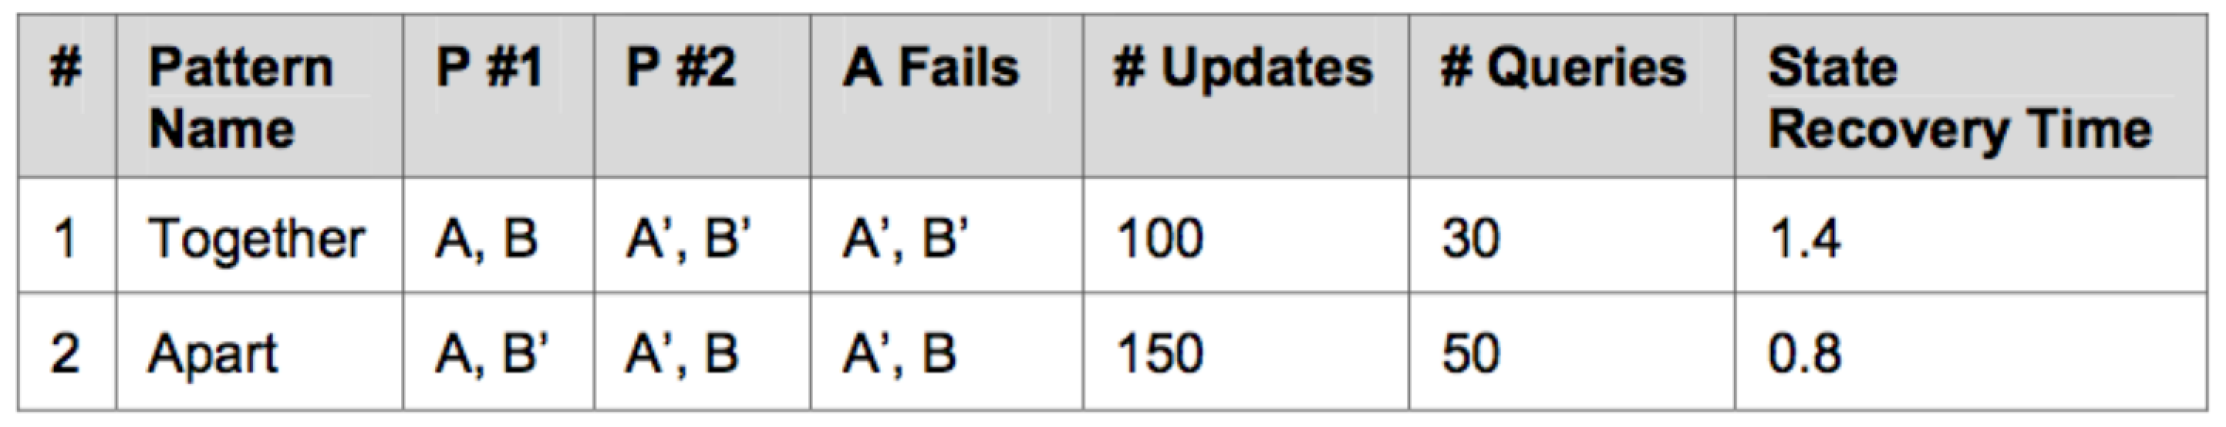 # Pattern Name P #1 P #2 A Fails # Updates # Queries State Recovery Time
1 Together A, B A’, B’ A’, B’ 100 30 1.4
2 Apart A, B’ A’, B A’, B 150 50 0.8